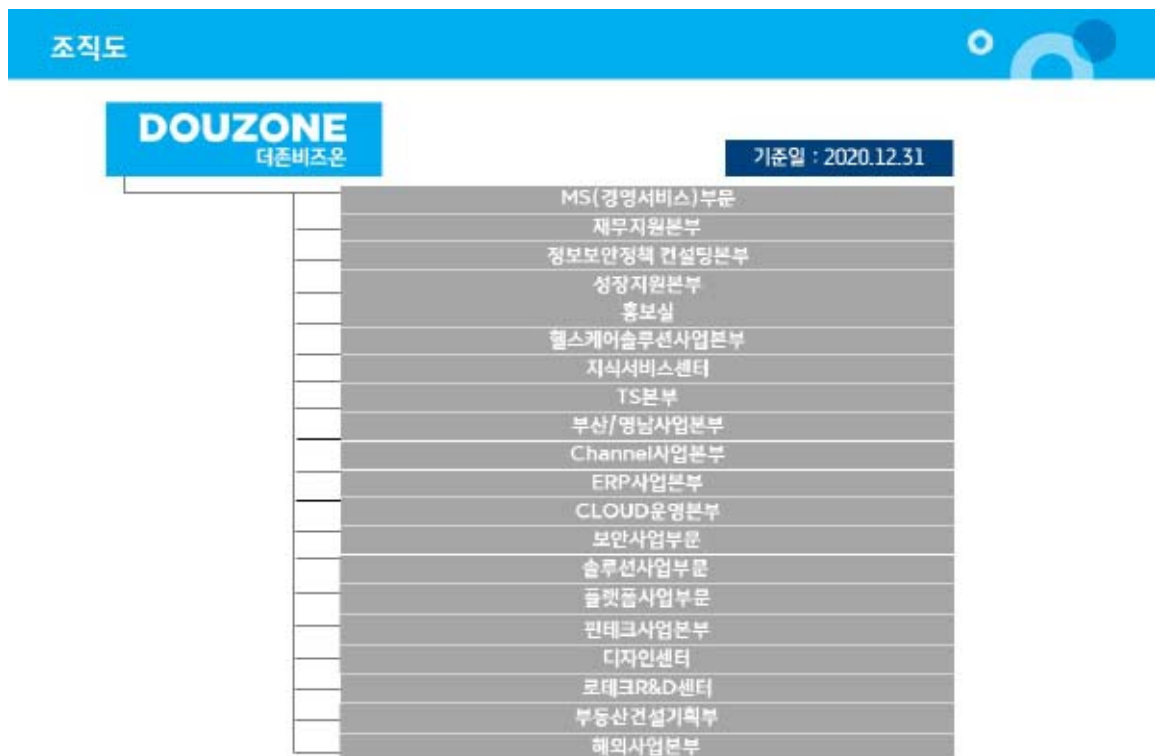 조직도
DOUZONE
더존비즈온
기준일 : 2020.12.31
MS(경영서비스)부문
재무지원본부
정보보안정책 컨설팅본부
성장지원본부
홍보실
헬스케어솔루션사업본부
지식서비스센터
TS본부
부산/영남사업본부
Channel사업본부
ERP사업본부
CLOUD운영본부
보안사업부문
솔루션사업부문
플랫폼사업부문
핀테크사업본부
디자인센터
로테크R&D센터
부동산건설기획부
해외사업본부